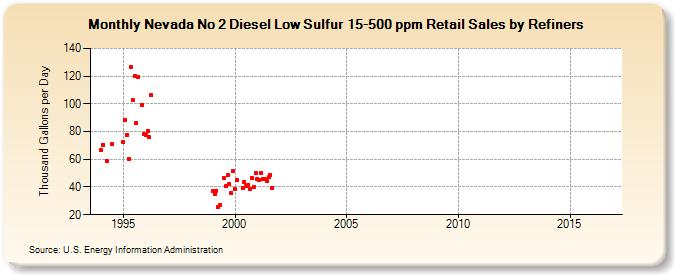 Monthly Nevada No 2 Diesel Low Sulfur 15-500 ppm Retail Sales by Refiners
Thousand Gallons per Day
140
120
100
80
60
40
20
1995 2000 2005 2010 2015
Source: U.S. Energy Information Administration